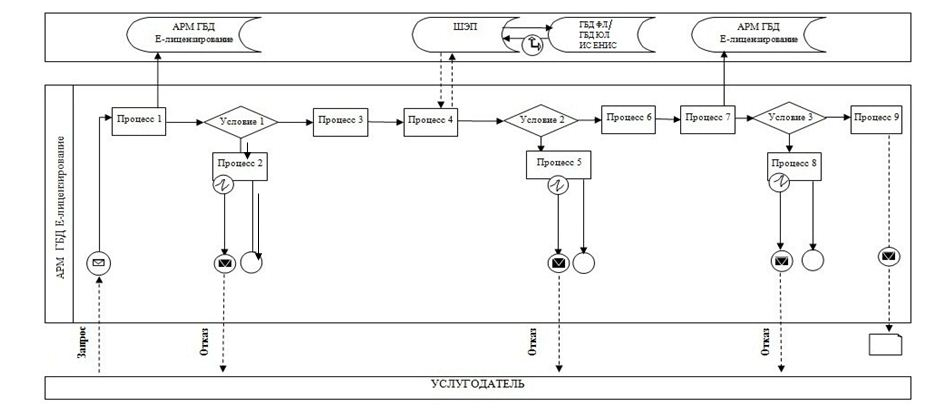 АРМ ГБД
Е-лицензирование
ШЭП
ГБД ФЛ/
ГБД ЮЛ
ИС ЕНИС
АРМ ГБД
Е-лицензирование
АРМ ГБД Е-лицензирование
Процесс 1
Условие 1
Процесс 3
Процесс 4
Условие 2
Процесс 6
Процесс 7
Условие 3
Процесс 9
Процесс 2
Процесс 5
Процесс 8
Запрос
Отказ
Отказ
Отказ
УСЛУГОДАТЕЛЬ